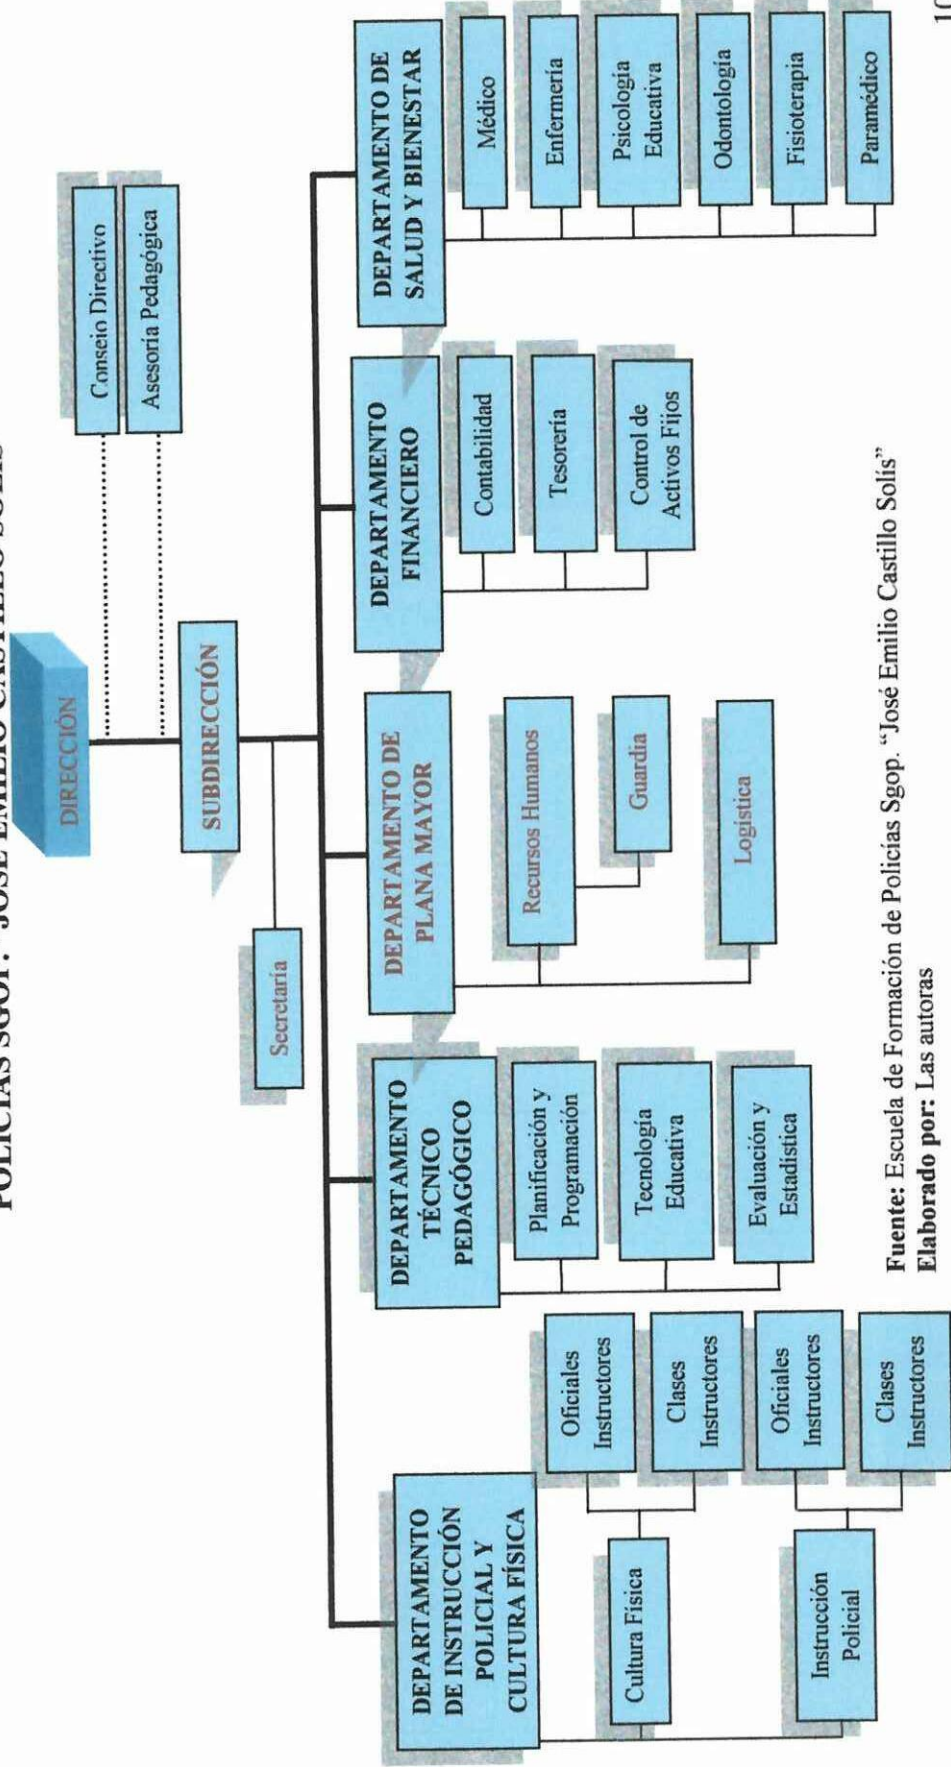 POLICÍAS SGOP. "JOSÉ EMILIO CASTILLO SOLÍS"
DIRECCIÓN
Consejo Directivo
Asesoría Pedagógica
SUBDIRECCIÓN
Secretaría
DEPARTAMENTO
DE INSTRUCCIÓN
POLICIAL Y
CULTURA FÍSICA
Cultura Física
Oficiales
Instructores
Clases
Instructores
Instrucción
Policial
Oficiales
Instructores
Clases
Instructores
DEPARTAMENTO
TÉCNICO
PEDAGÓGICO
Planificación y
Programación
Tecnología
Educativa
Evaluación y
Estadística
DEPARTAMENTO DE
PLANA MAYOR
Recursos Humanos
Guardia
Logística
DEPARTAMENTO
FINANCIERO
Contabilidad
Tesorería
Control de
Activos Fijos
DEPARTAMENTO DE
SALUD Y BIENESTAR
Médico
Enfermería
Psicología
Educativa
Odontología
Fisioterapia
Paramédico
Fuente: Escuela de Formación de Policías Sgop. "José Emilio Castillo Solís"
Elaborado por: Las autoras